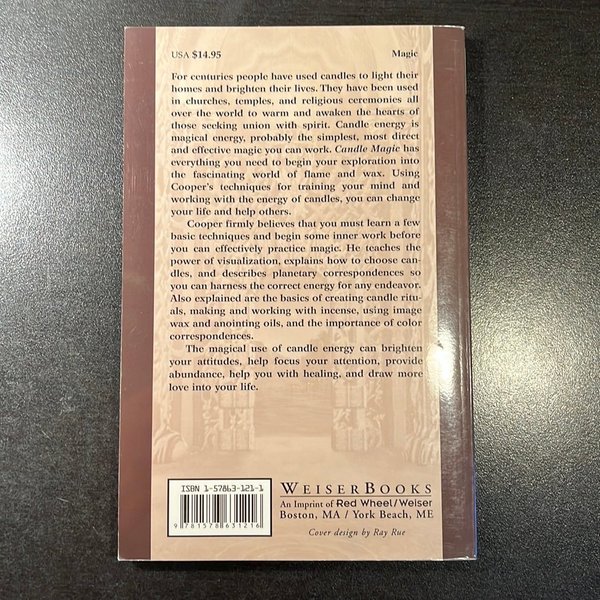 USA $14.95 Magic
For centuries people have used candles to light their
homes and brighten their lives. They have been used
in churches, temples, and religious ceremonies all
over the world to warm and awaken the hearts of
those seeking union with spirit. Candle energy is
magical energy, probably the simplest, most direct
and effective magic you can work. Candle Magic has
everything you need to begin your exploration into
the fascinating world of flame and wax. Using
Cooper's techniques for training your mind and
working with the energy of candles, you can change
your life and help others.
Cooper firmly believes that you must learn a few
basic techniques and begin some inner work before
you can effectively practice magic. He teaches the
power of visualization, explains how to choose can-
dles, and describes planetary correspondences so
you can harness the correct energy for any endeavor.
Also explained are the basics of creating candle ritu-
als, making and working with incense, using image
wax and anointing oils, and the importance of color
correspondences.
The magical use of candle energy can brighten
your attitudes, help focus your attention, provide
abundance, help you with healing, and draw more
love into your life.
ISBN 1-57863-121-1
9 781578 631216
WEISERBOOKS
An Imprint of Red Wheel/Weiser
Boston, MA / York Beach, ME
Cover design by Ray Rue